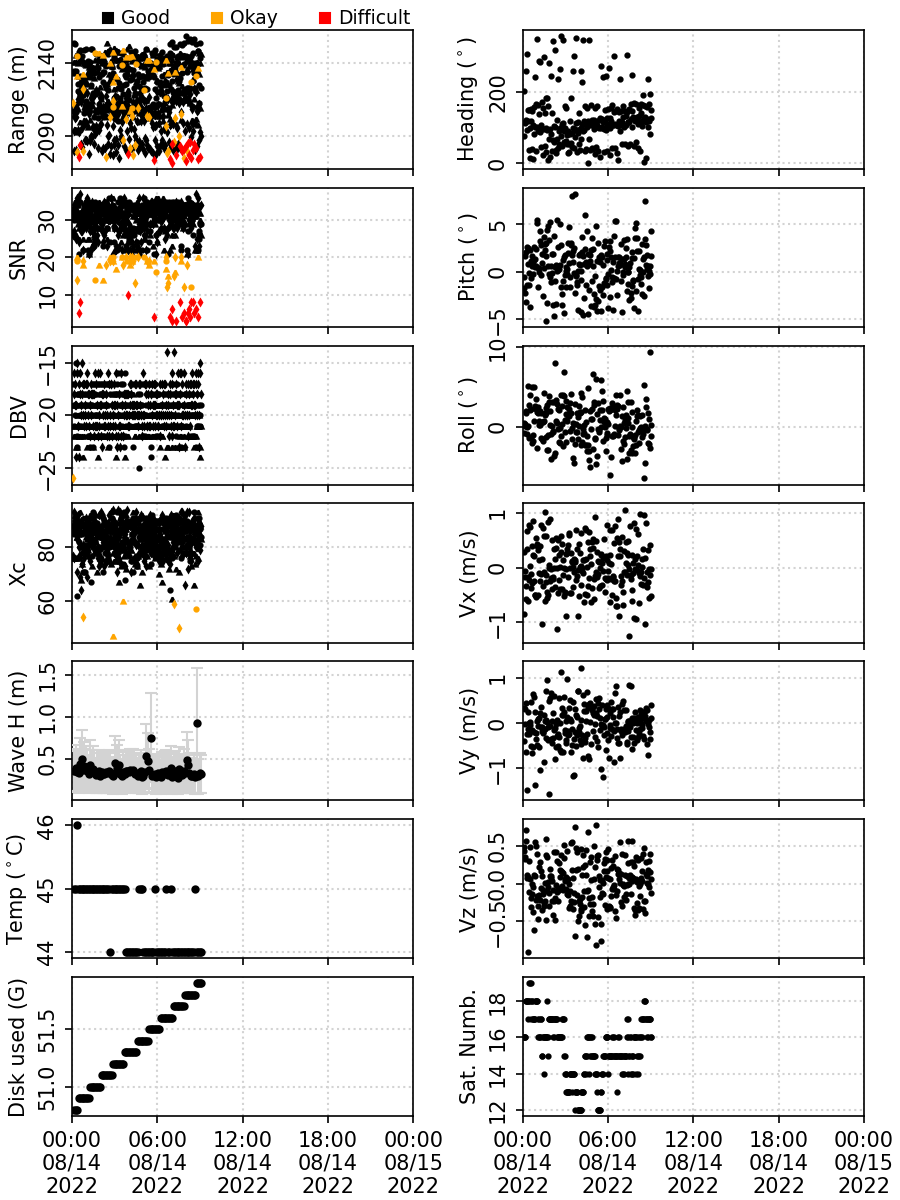 Good Okay Difficult
Range (m)
2140
2090
Heading (°)
200
0
SNR
30
20
10
Pitch (°)
5
0
−5
DBV
−15
−20
−25
Roll (°)
10
0
Xc
80
60
Vx (m/s)
1
0
−1
Wave H (m)
1.5
1.0
0.5
Vy (m/s)
1
0
−1
Temp (°C)
46
45
44
Vz (m/s)
0.5
0.0
−0.5
Disk used (G)
51.5
51.0
Sat. Numb.
18
16
14
12
00:00 06:00 12:00 18:00 00:00
08/14 08/14 08/14 08/14 08/15
2022 2022 2022 2022 2022
00:00 06:00 12:00 18:00 00:00
08/14 08/14 08/14 08/14 08/15
2022 2022 2022 2022 2022